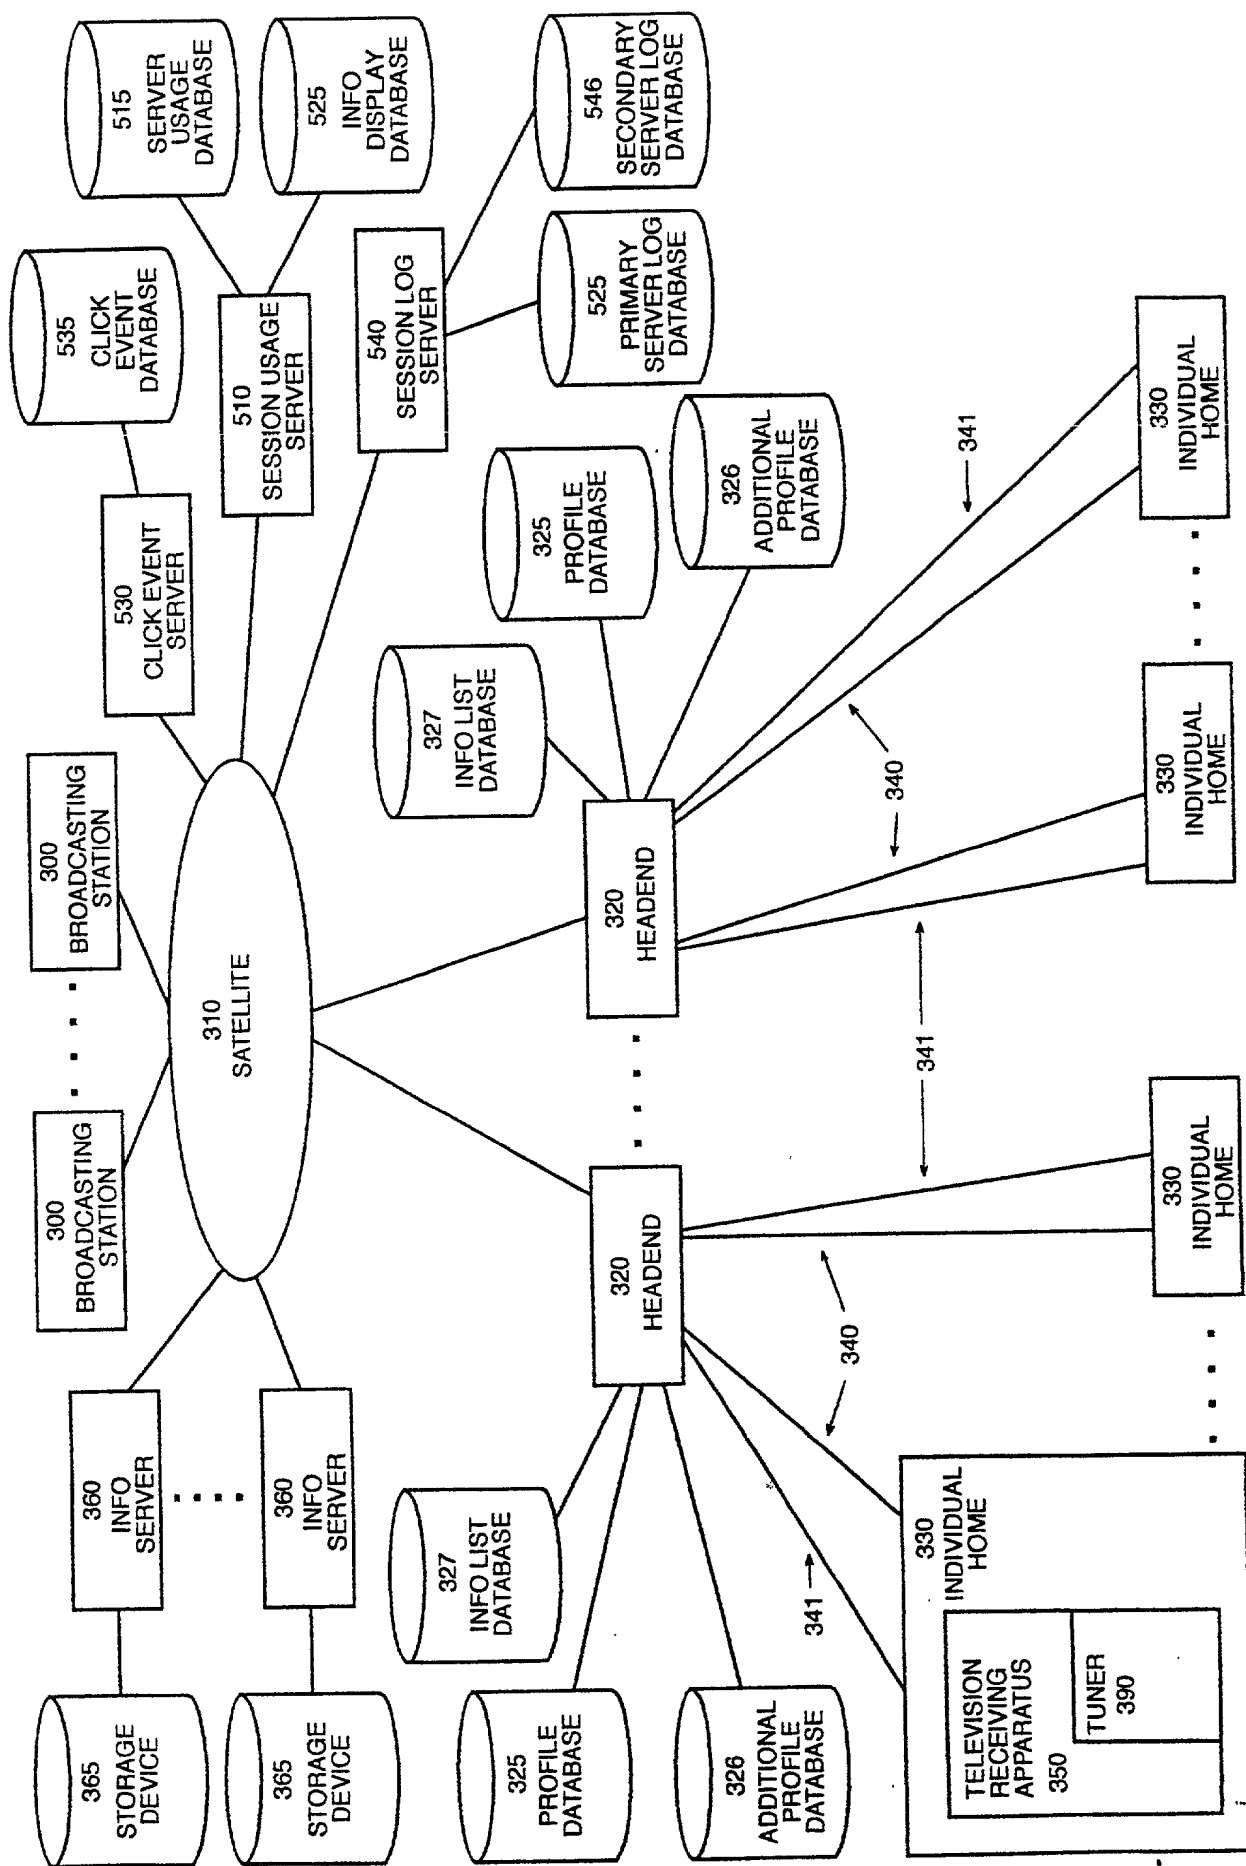 365
STORAGE
DEVICE
360
INFO
SERVER
300
BROADCASTING
STATION
300
BROADCASTING
STATION
530
CLICK EVENT
SERVER
535
CLICK
EVENT
DATABASE
515
SERVER
USAGE
DATABASE
365
STORAGE
DEVICE
360
INFO
SERVER
310
SATELLITE
510
SESSION USAGE
SERVER
525
INFO
DISPLAY
DATABASE
540
SESSION LOG
SERVER
327
INFO LIST
DATABASE
327
INFO LIST
DATABASE
325
PROFILE
DATABASE
325
PROFILE
DATABASE
525
PRIMARY
SERVER LOG
DATABASE
546
SECONDARY
SERVER LOG
DATABASE
320
HEADEND
320
HEADEND
326
ADDITIONAL
PROFILE
DATABASE
326
ADDITIONAL
PROFILE
DATABASE
341
340
341
340
341
330
INDIVIDUAL
HOME
TELEVISION
RECEIVING
APPARATUS
350
TUNER
390
330
INDIVIDUAL
HOME
330
INDIVIDUAL
HOME
330
INDIVIDUAL
HOME